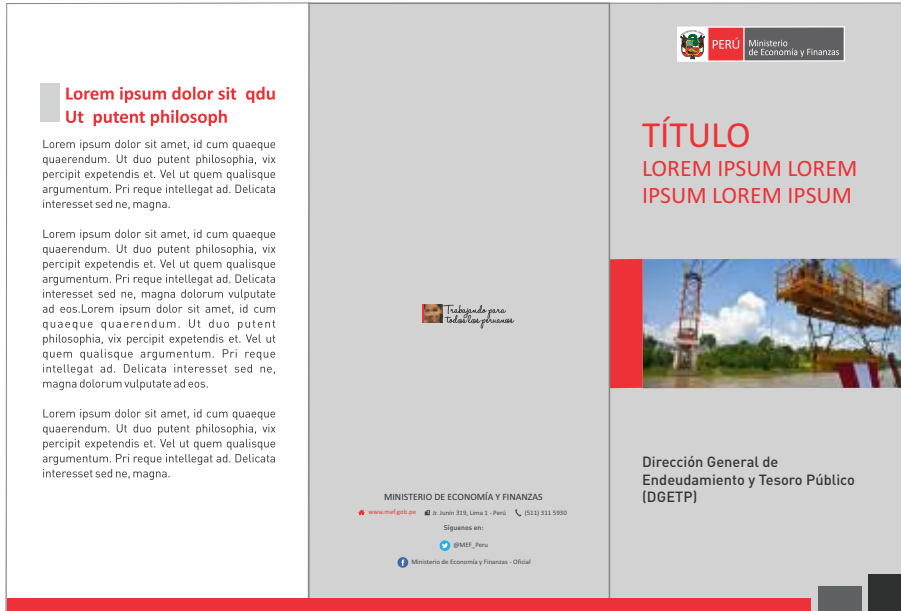 Lorem ipsum dolor sit qdu
Ut putent philosoph
Lorem ipsum dolor sit amet, id cum quaeque
quaerendum. Ut duo putent philosophia, vix
percipit expetendis et. Vel ut quem qualisque
argumentum. Pri reque intellegat ad. Delicata
interesset sed ne, magna.
Lorem ipsum dolor sit amet, id cum quaeque
quaerendum. Ut duo putent philosophia, vix
percipit expetendis et. Vel ut quem qualisque
argumentum. Pri reque intellegat ad. Delicata
interesset sed ne, magna dolorum vulputate
ad eos.Lorem ipsum dolor sit amet, id cum
quaeque quaerendum. Ut duo putent
philosophia, vix percipit expetendis et. Vel ut
quem qualisque argumentum. Pri reque
intellegat ad. Delicata interesset sed ne,
magna dolorum vulputate ad eos.
Lorem ipsum dolor sit amet, id cum quaeque
quaerendum. Ut duo putent philosophia, vix
percipit expetendis et. Vel ut quem qualisque
argumentum. Pri reque intellegat ad. Delicata
interesset sed ne, magna.
Trabajando para
todos los peruanos
MINISTERIO DE ECONOMÍA Y FINANZAS
www.mef.gob.pe Jr. Junín 319, Lima 1 - Perú (511) 311 5930
Síguenos en:
@MEF_Peru
Ministerio de Economía y Finanzas - Oficial
PERÚ Ministerio
de Economía y Finanzas
TÍTULO
LOREM IPSUM LOREM
IPSUM LOREM IPSUM
Dirección General de
Endeudamiento y Tesoro Público
(DGETP)